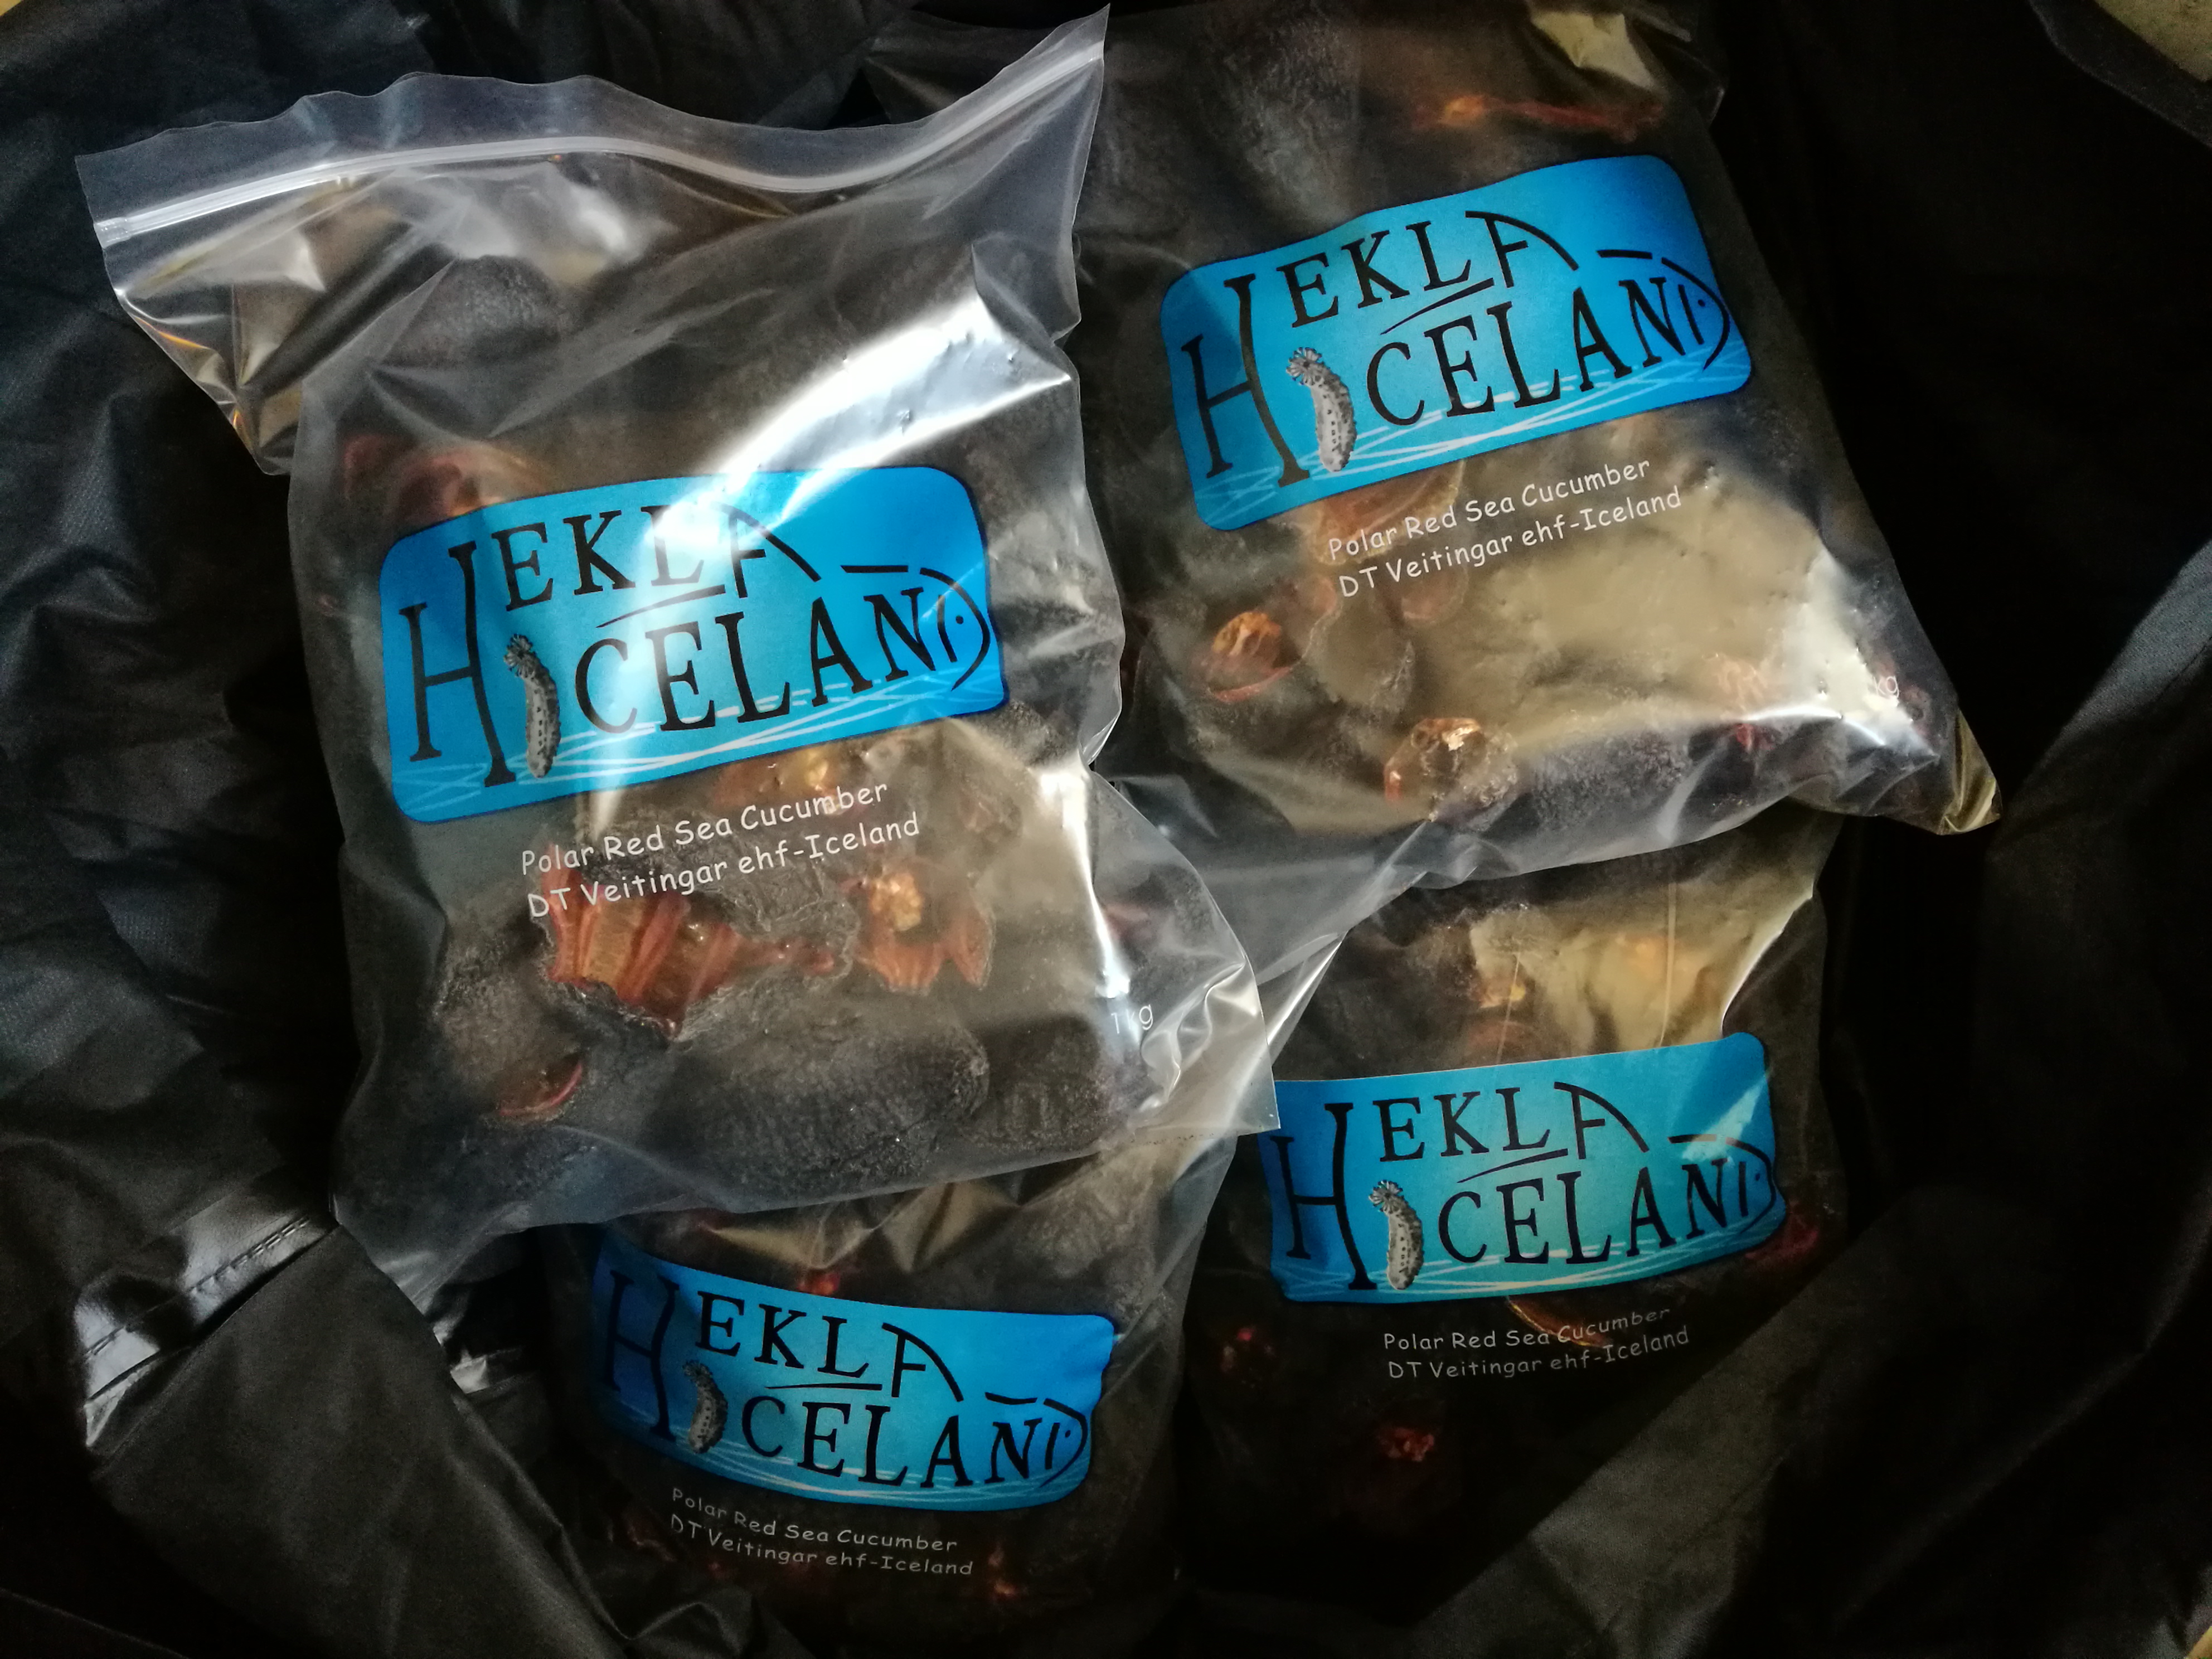 HEKLA
ICELAND
Polar Red Sea Cucumber
DT Veitingar ehf-Iceland
1kg
HEKLA
ICELAND
Polar Red Sea Cucumber
DT Veitingar ehf-Iceland
kg
HEKLA
ICELAND
Polar Red Sea Cucumber
DT Veitingar ehf-Iceland
HEKLA
ICELAND
Polar Red Sea Cucumber
DT Veitingar ehf-Iceland